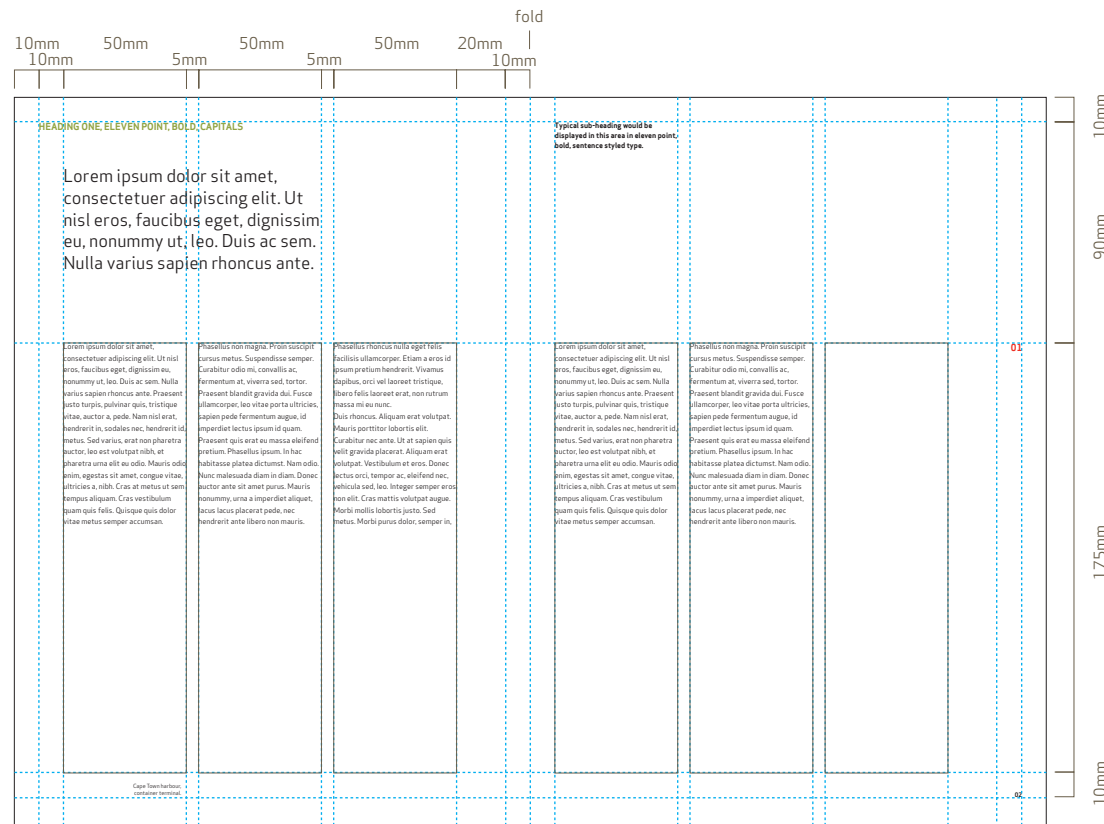 fold
10mm 50mm 50mm 50mm 20mm
10mm 5mm 5mm 10mm
HEADING ONE, ELEVEN POINT, BOLD, CAPITALS
Lorem ipsum dolor sit amet,
consectetuer adipiscing elit. Ut
nisl eros, faucibus eget, dignissim
eu, nonummy ut, leo. Duis ac sem.
Nulla varius sapien rhoncus ante.
Typical sub-heading would be
displayed in this area in eleven point,
bold, sentence styled type.
Lorem ipsum dolor sit amet,
consectetuer adipiscing elit. Ut nisl
eros, faucibus eget, dignissim eu,
nonummy ut, leo. Duis ac sem. Nulla
varius sapien rhoncus ante. Praesent
justo turpis, pulvinar quis, tristique
vitae, auctor a, pede. Nam nisl erat,
hendrerit in, sodales nec, hendrerit id,
metus. Sed varius, erat non pharetra
auctor, leo est volutpat nibh, et
pharetra urna elit eu odio. Mauris odio
enim, egestas sit amet, congue vitae,
ultricies a, nibh. Cras at metus ut sem
tempus aliquam. Cras vestibulum
quam quis felis. Quisque quis dolor
vitae metus semper accumsan.
Phasellus non magna. Proin suscipit
cursus metus. Suspendisse semper.
Curabitur odio mi, convallis ac,
fermentum at, viverra sed, tortor.
Praesent blandit gravida dui. Fusce
ullamcorper, leo vitae porta ultricies,
sapien pede fermentum augue, id
imperdiet lectus ipsum id quam.
Praesent quis erat eu massa eleifend
pretium. Phasellus ipsum. In hac
habitasse platea dictumst. Nam odio.
Nunc malesuada diam in diam. Donec
auctor ante sit amet purus. Mauris
nonummy, urna a imperdiet aliquet,
lacus lacus placerat pede, nec
hendrerit ante libero non mauris.
Phasellus rhoncus nulla eget felis
facilisis ullamcorper. Etiam a eros id
ipsum pretium hendrerit. Vivamus
dapibus, orci vel laoreet tristique,
libero felis laoreet erat, non rutrum
massa mi eu nunc.
Duis rhoncus. Aliquam erat volutpat.
Mauris porttitor lobortis elit.
Curabitur nec ante. Ut at sapien quis
velit gravida placerat. Aliquam erat
volutpat. Vestibulum et eros. Donec
lectus orci, tempor ac, eleifend nec,
vehicula sed, leo. Integer semper eros
non elit. Cras mattis volutpat augue.
Morbi mollis lobortis justo. Sed
metus. Morbi purus dolor, semper in,
Lorem ipsum dolor sit amet,
consectetuer adipiscing elit. Ut nisl
eros, faucibus eget, dignissim eu,
nonummy ut, leo. Duis ac sem. Nulla
varius sapien rhoncus ante. Praesent
justo turpis, pulvinar quis, tristique
vitae, auctor a, pede. Nam nisl erat,
hendrerit in, sodales nec, hendrerit id,
metus. Sed varius, erat non pharetra
auctor, leo est volutpat nibh, et
pharetra urna elit eu odio. Mauris odio
enim, egestas sit amet, congue vitae,
ultricies a, nibh. Cras at metus ut sem
tempus aliquam. Cras vestibulum
quam quis felis. Quisque quis dolor
vitae metus semper accumsan.
Phasellus non magna. Proin suscipit
cursus metus. Suspendisse semper.
Curabitur odio mi, convallis ac,
fermentum at, viverra sed, tortor.
Praesent blandit gravida dui. Fusce
ullamcorper, leo vitae porta ultricies,
sapien pede fermentum augue, id
imperdiet lectus ipsum id quam.
Praesent quis erat eu massa eleifend
pretium. Phasellus ipsum. In hac
habitasse platea dictumst. Nam odio.
Nunc malesuada diam in diam. Donec
auctor ante sit amet purus. Mauris
nonummy, urna a imperdiet aliquet,
lacus lacus placerat pede, nec
hendrerit ante libero non mauris.
01
Cape Town harbour,
container terminal.
02
10mm
90mm
175mm
10mm